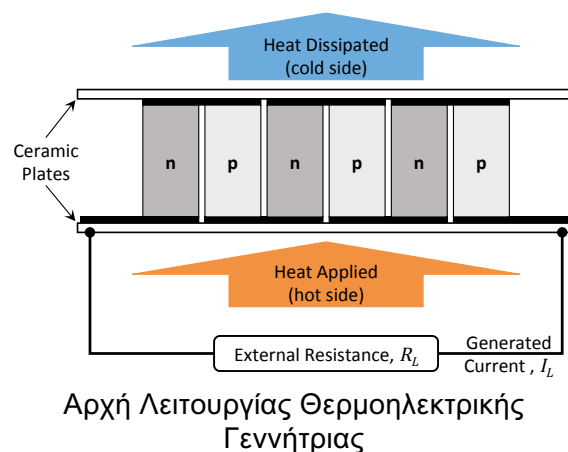 Heat Dissipated
(cold side)
Ceramic
Plates
n p n p n p
Heat Applied
(hot side)
External Resistance, R_L
Generated
Current , I_L
Αρχή Λειτουργίας Θερμοηλεκτρικής
Γεννήτριας